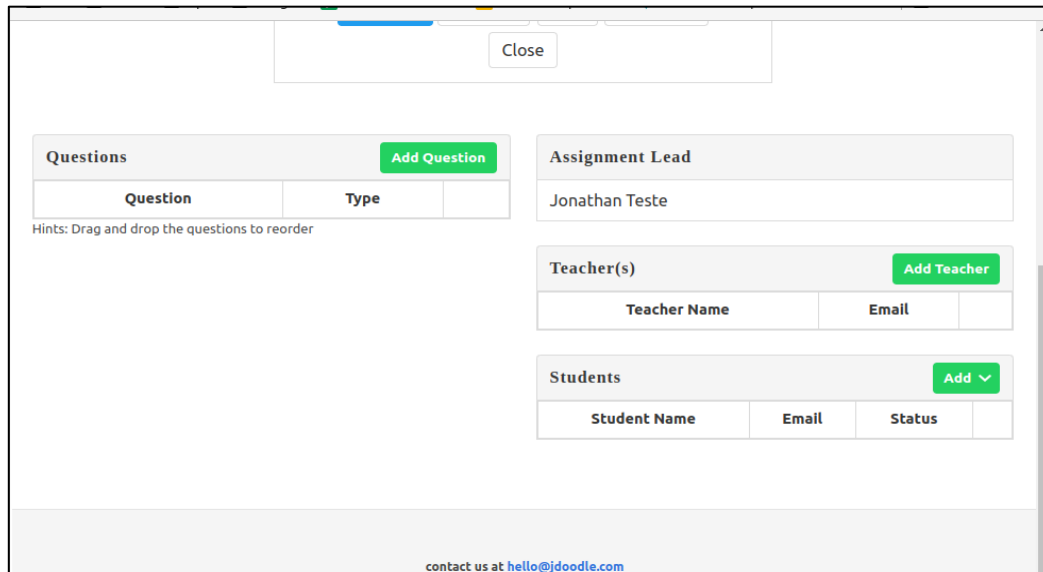 Close
Questions
Add Question
Question Type
Hints: Drag and drop the questions to reorder
Assignment Lead
Jonathan Teste
Teacher(s)
Add Teacher
Teacher Name Email
Students
Add
Student Name Email Status
contact us at hello@jdoodle.com